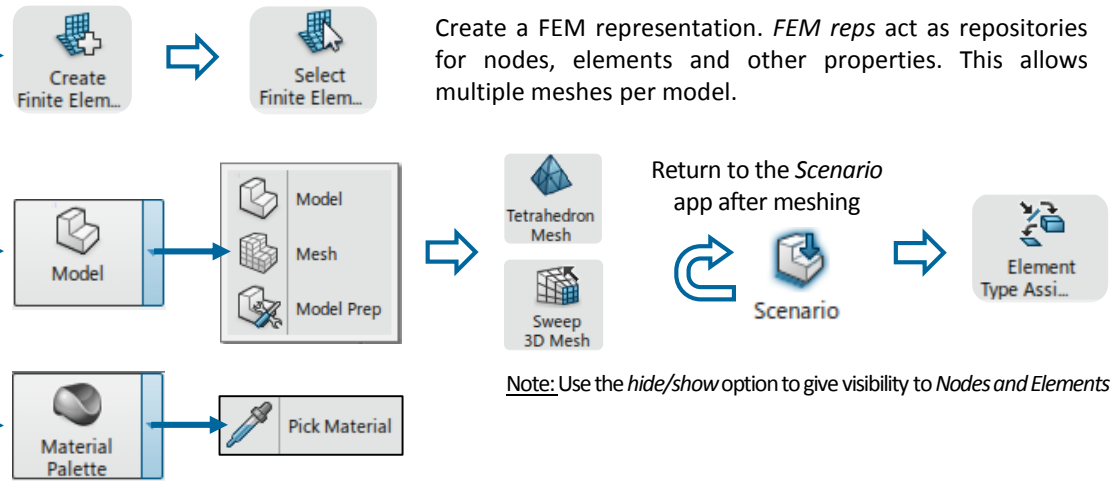 Create
Finite Elem...
Select
Finite Elem...
Create a FEM representation. FEM reps act as repositories
for nodes, elements and other properties. This allows
multiple meshes per model.
Model
Model
Mesh
Model Prep
Tetrahedron
Mesh
Sweep
3D Mesh
Return to the Scenario
app after meshing
Scenario
Element
Type Assi...
Note: Use the hide/show option to give visibility to Nodes and Elements
Material
Palette
Pick Material